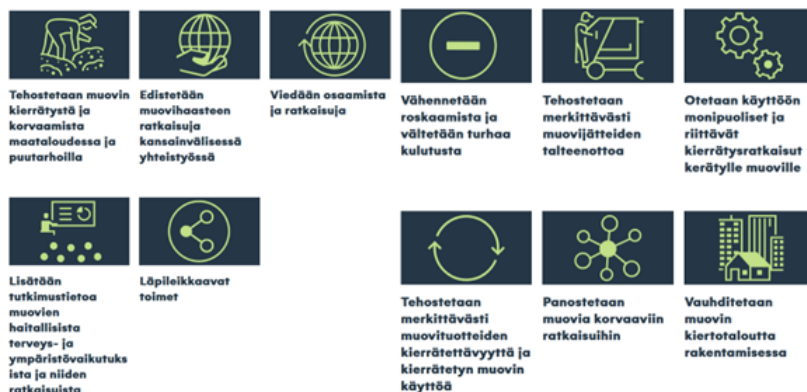 Tehostetaan muovin
kierrätystä ja
korvaamista
maataloudessa ja
puutarhoilla
Edistetään
muovihaasteen
ratkaisuja
kansainvälisessä
yhteistyössä
Viedään osaamista
ja ratkaisuja
Vähennetään
roskaamista ja
vältetään turhaa
kulutusta
Tehostetaan
merkittävästi
muovijätteiden
talteenottoa
Otetaan käyttöön
monipuoliset ja
riittävät
kierrätysratkaisut
kerätylle muoville
Lisätään
tutkimustietoa
muovien
haitallisista
terveys- ja
ympäristövaikutuks
ista ja niiden
ratkaisuista
Läpileikkaavat
toimet
Tehostetaan
merkittävästi
muovituotteiden
kierrätettävyyttä ja
kierrätetyn muovin
käyttöä
Panostetaan
muovia korvaaviin
ratkaisuihin
Vauhditetaan
muovin
kiertotaloutta
rakentamisessa